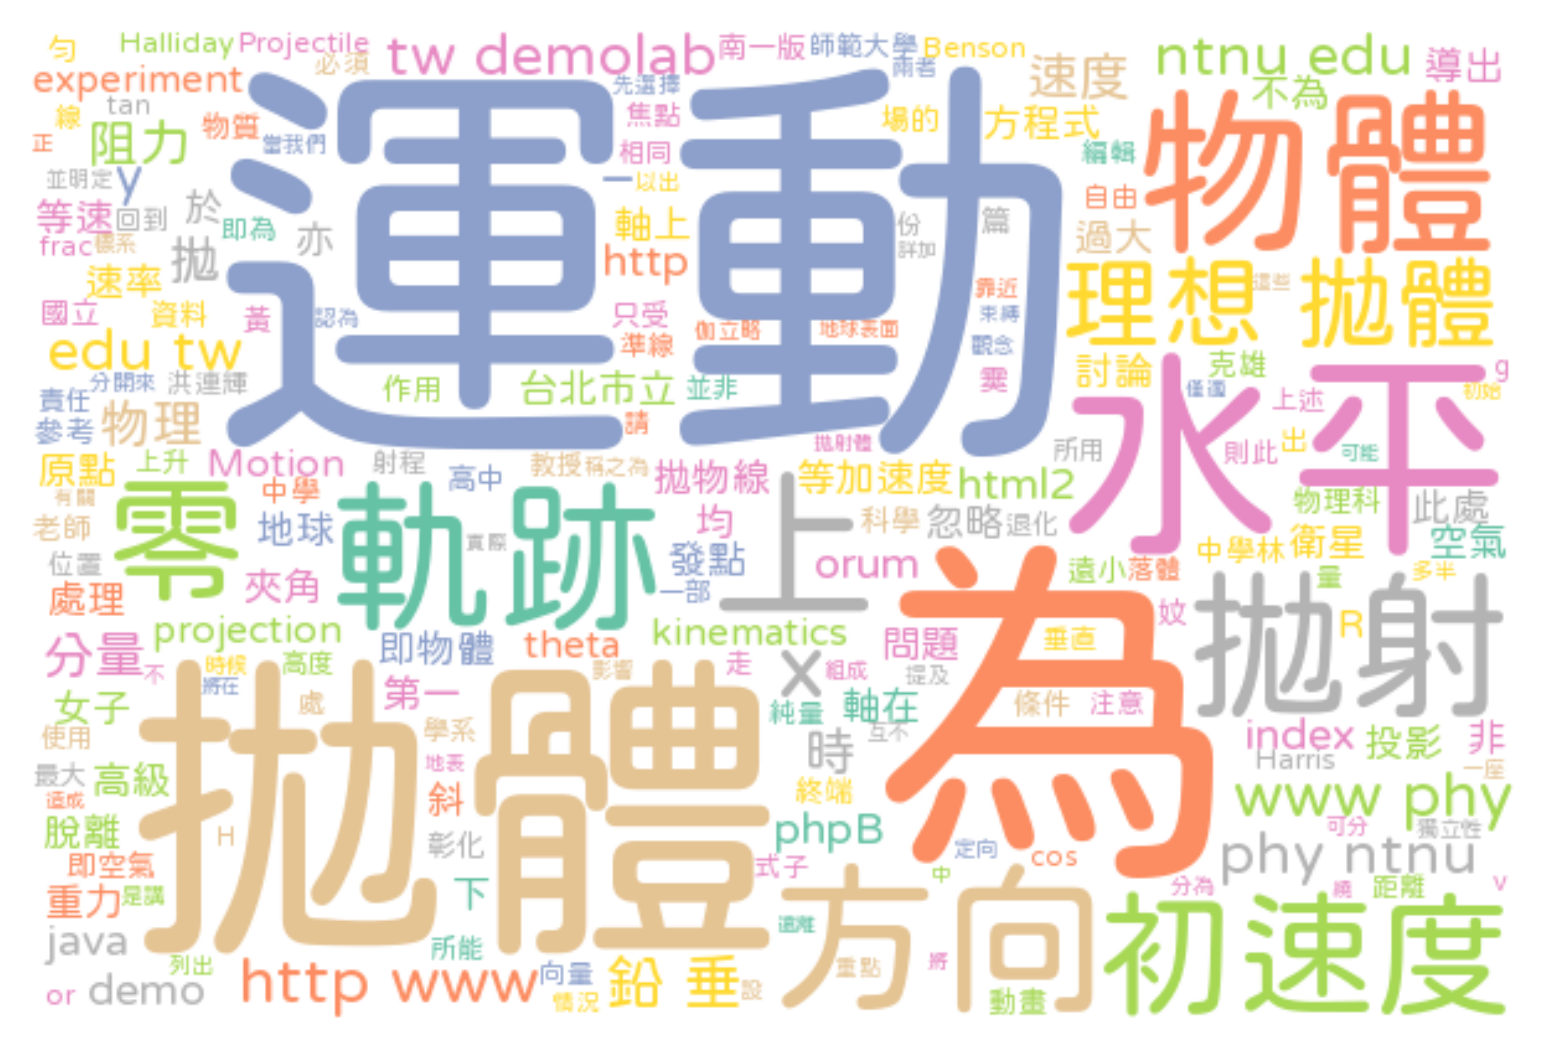 勻 Halliday Projectile 必須 tw demolab 南一版 師範大學 Benson 速度 ntnu edu 導出
experiment 先選擇 兩者 不為
tan 線 阻力 物質 當我們 焦點 場的 方程式 物體
正 相同 編輯
並明定 y 一 以出 自由
等速 回到 於 即為 亦 運動 軸上 份 篇 過大
frac 拋 http 詳加
速率 靠近 理想 拋體 這些
國立 資料 黃 認為 只受 伽立略 地球表面 束縛
edu tw 準線 觀念 討論 克雄 g
分開來 洪連輝 作用 台北市立 並非 水平 僅適 初始
責任 上述
參考 物理 請 拋射體 所用 則此 出 可能
原點 上升 Motion 射程 高中 教授 稱之為 拋物線 等加速度 html2
有關 中學 零 軌跡 上 物理科 此處
老師 地球 實際 均 科學 忽略 退化 中學林 衛星 空氣
位置 夾角 發點 orum 遠小 落體 量 多半
處理 一部 為 拋射 妏 R
projection 即物體 theta kinematics 問題 垂直
分量 不 時候 高度 影響 走 x 組成 提及
將在 第一
女子 處 純量 軸在 條件 注意
使用 拋體 學系 時 互不 index 投影 非
最大 高級 地表 Harris 一座
造成 斜 終端 www phy
脫離 H 彰化 phpB 可分 獨立性
即空氣 式子 定向 cos phy ntnu
重力 是講 下 方向 中 分為 繞 距離 v
java 所能 遠離 初速度
列出 http www 向量 鉛 垂 重點 將
or demo 情況 設 動畫